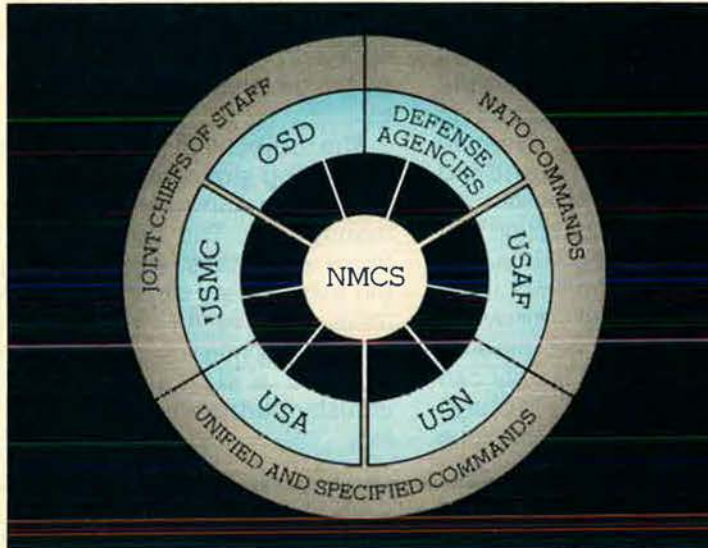 JOINT CHIEFS OF STAFF
NATO COMMANDS
OSD
DEFENSE
AGENCIES
USMC
NMCS
USAF
USA
USN
UNIFIED AND SPECIFIED COMMANDS